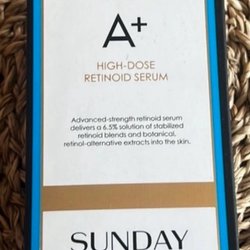 A+
HIGH-DOSE
RETINOID SERUM
Advanced-strength retinoid serum
delivers a 6.5% solution of stabilized
retinoid blends and botanical,
retinol-alternative extracts into the skin.
SUNDAY